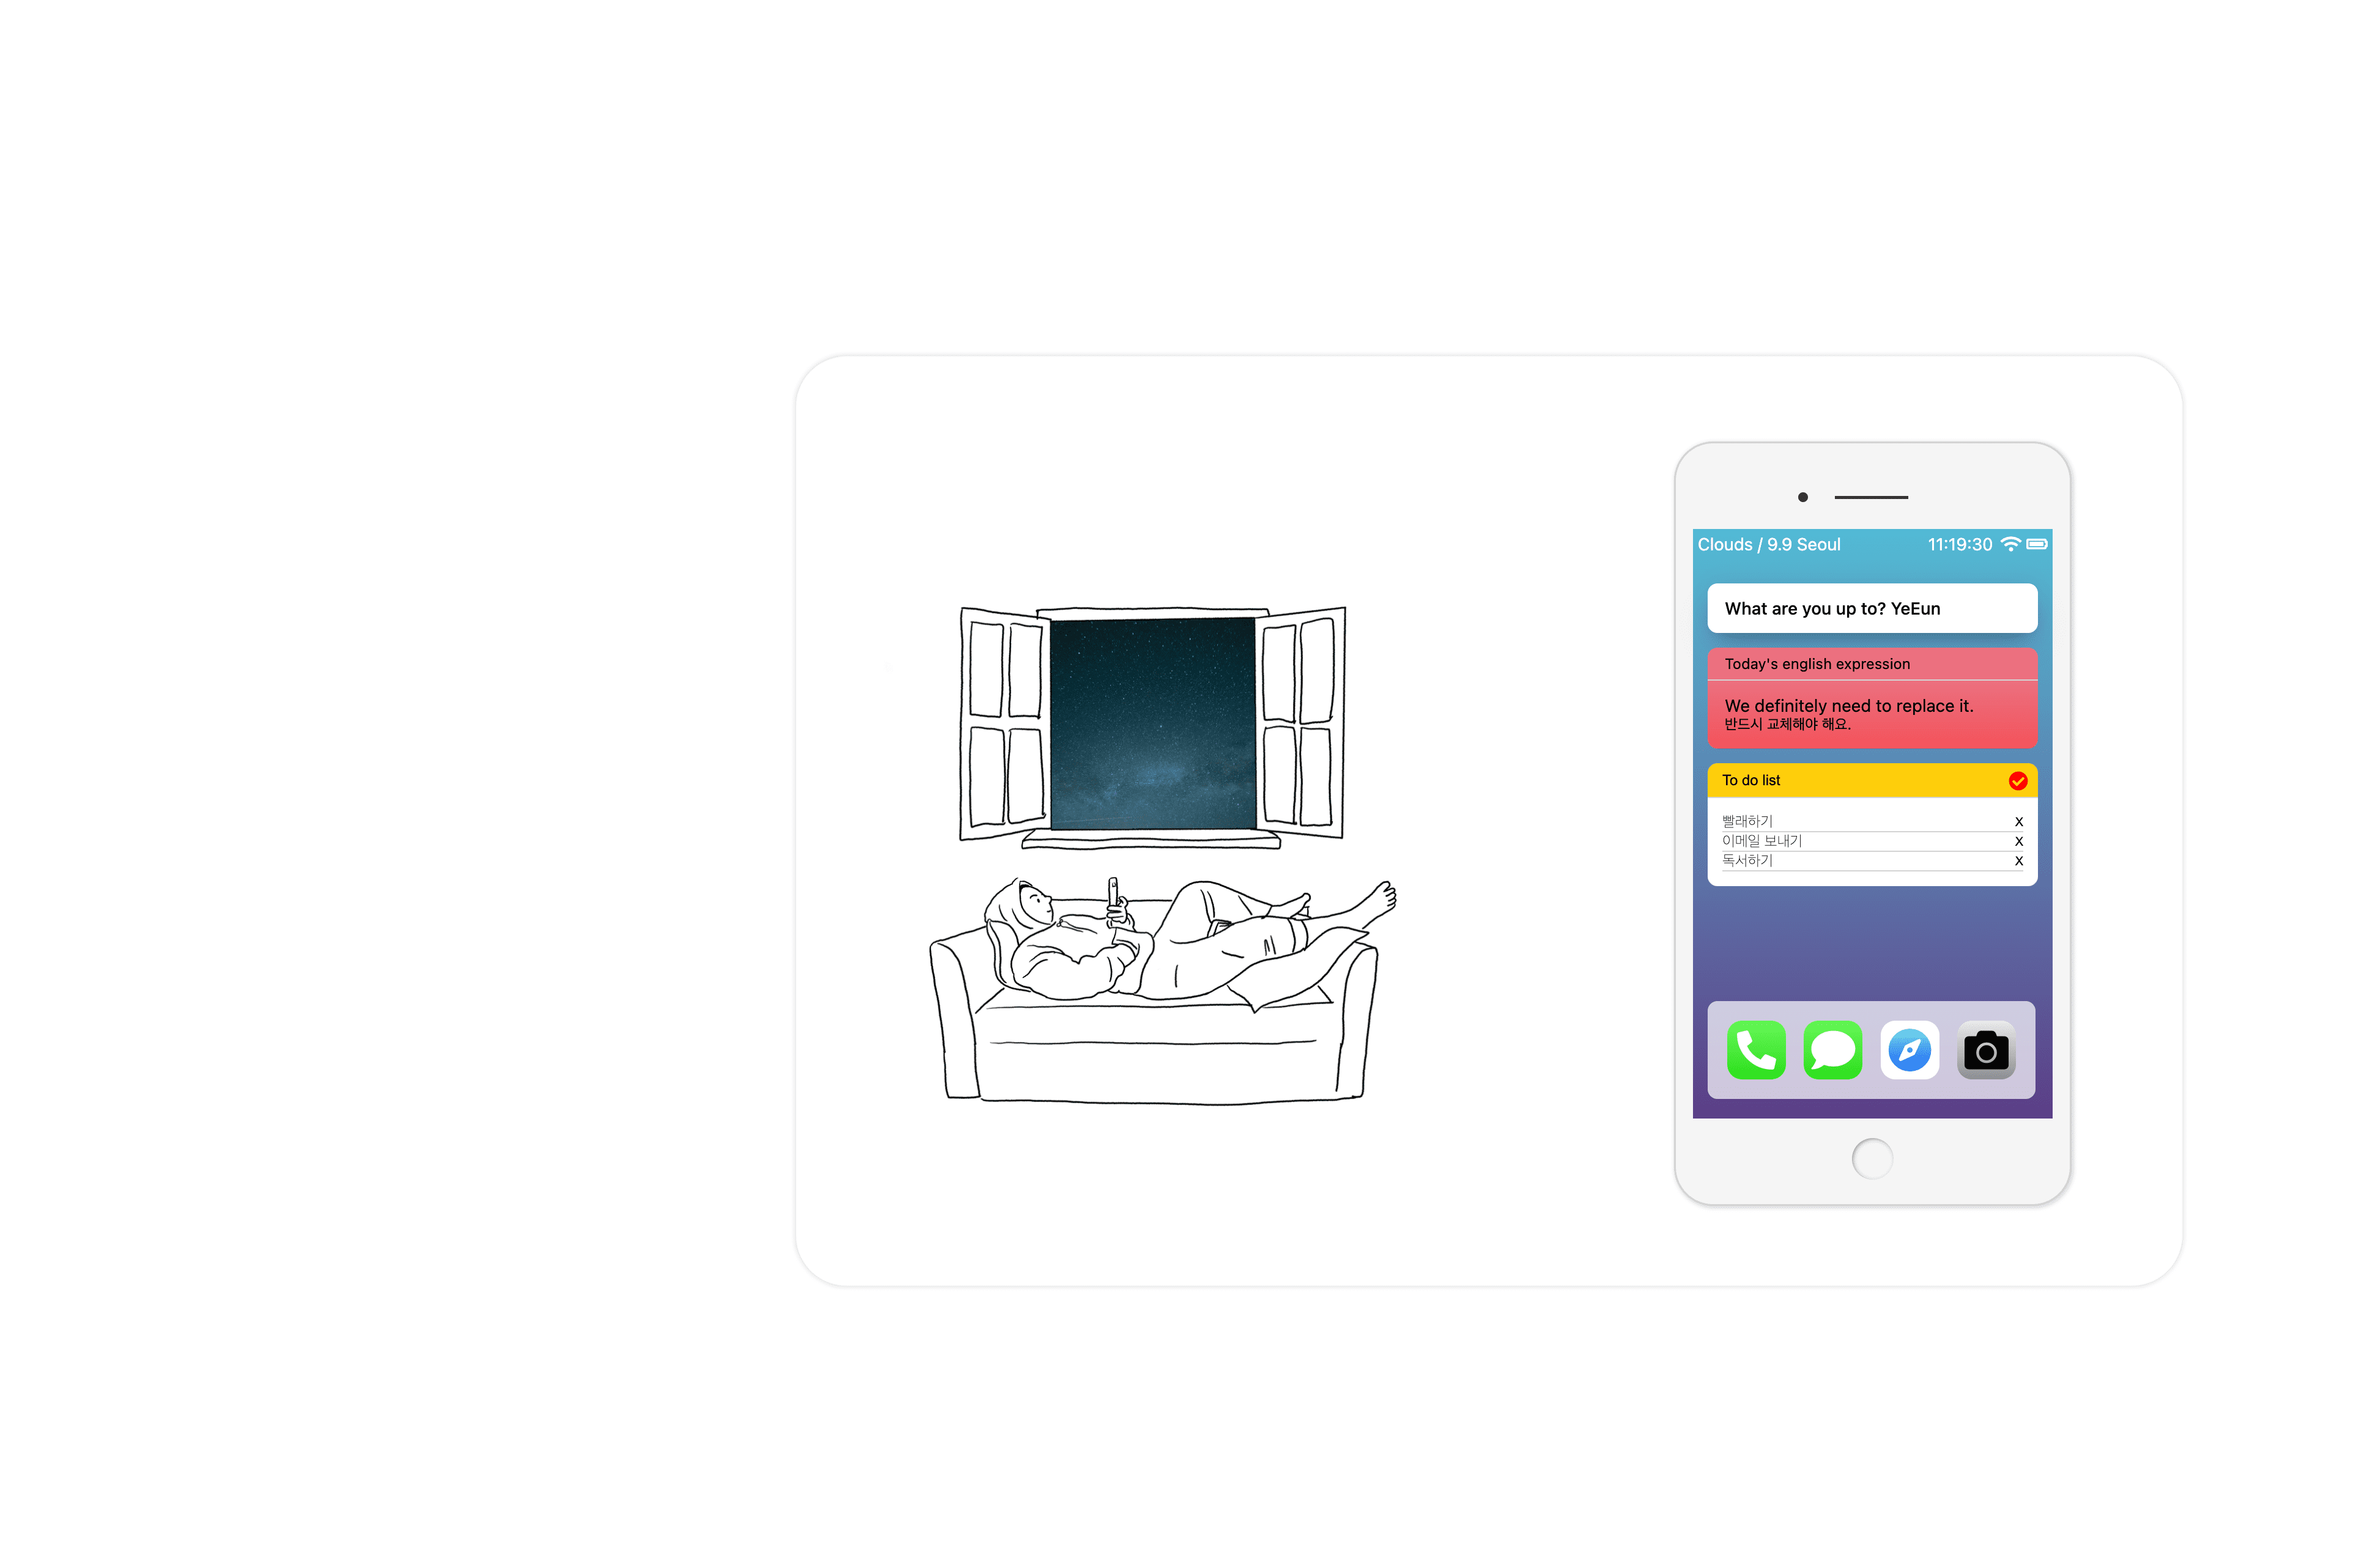 Clouds / 9.9 Seoul 11:19:30
What are you up to? YeEun
Today's english expression
We definitely need to replace it.
반드시 교체해야 해요.
To do list
빨래하기 X
이메일 보내기 X
독서하기 X